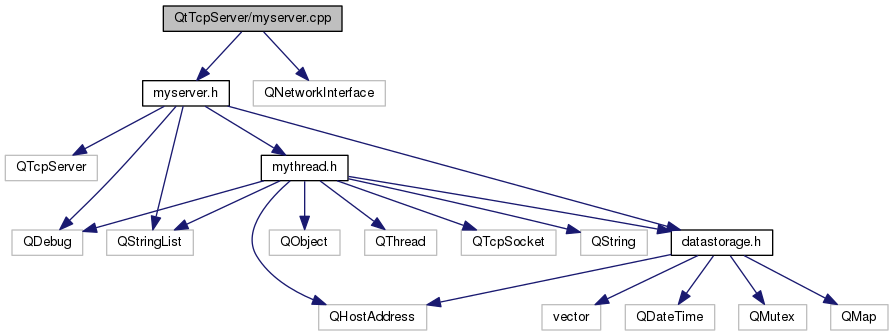 QtTcpServer/myserver.cpp
myserver.h
QNetworkInterface
QTcpServer
mythread.h
QDebug
QStringList
QObject
QThread
QTcpSocket
QString
datastorage.h
QHostAddress
vector
QDateTime
QMutex
QMap